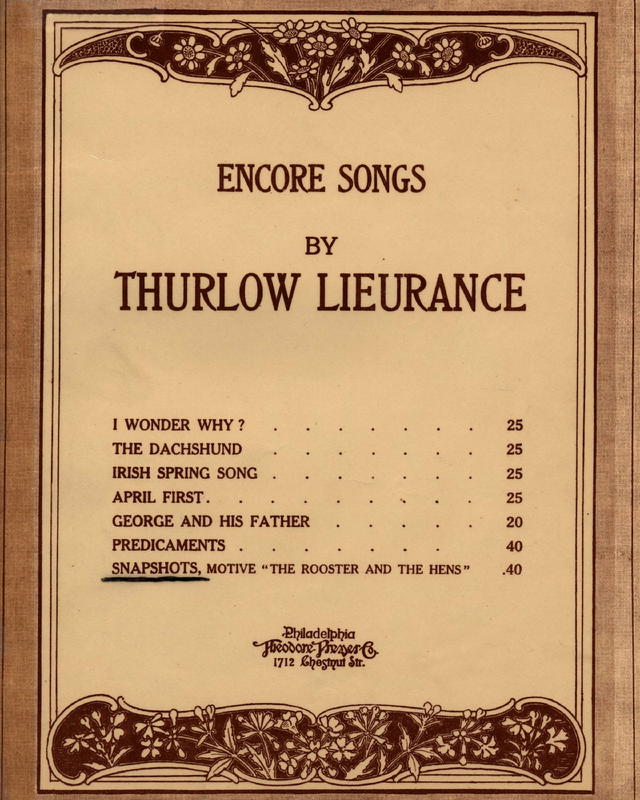 ENCORE SONGS
BY
THURLOW LIEURANCE
I WONDER WHY ? . . . . . . . 25
THE DACHSHUND . . . . . . . 25
IRISH SPRING SONG . . . . . . . 25
APRIL FIRST . . . . . . . . . 25
GEORGE AND HIS FATHER . . . . . 20
PREDICAMENTS . . . . . . . 40
SNAPSHOTS, MOTIVE "THE ROOSTER AND THE HENS" .40
Philadelphia
Theodore Presser Co.
1712 Chestnut Str.